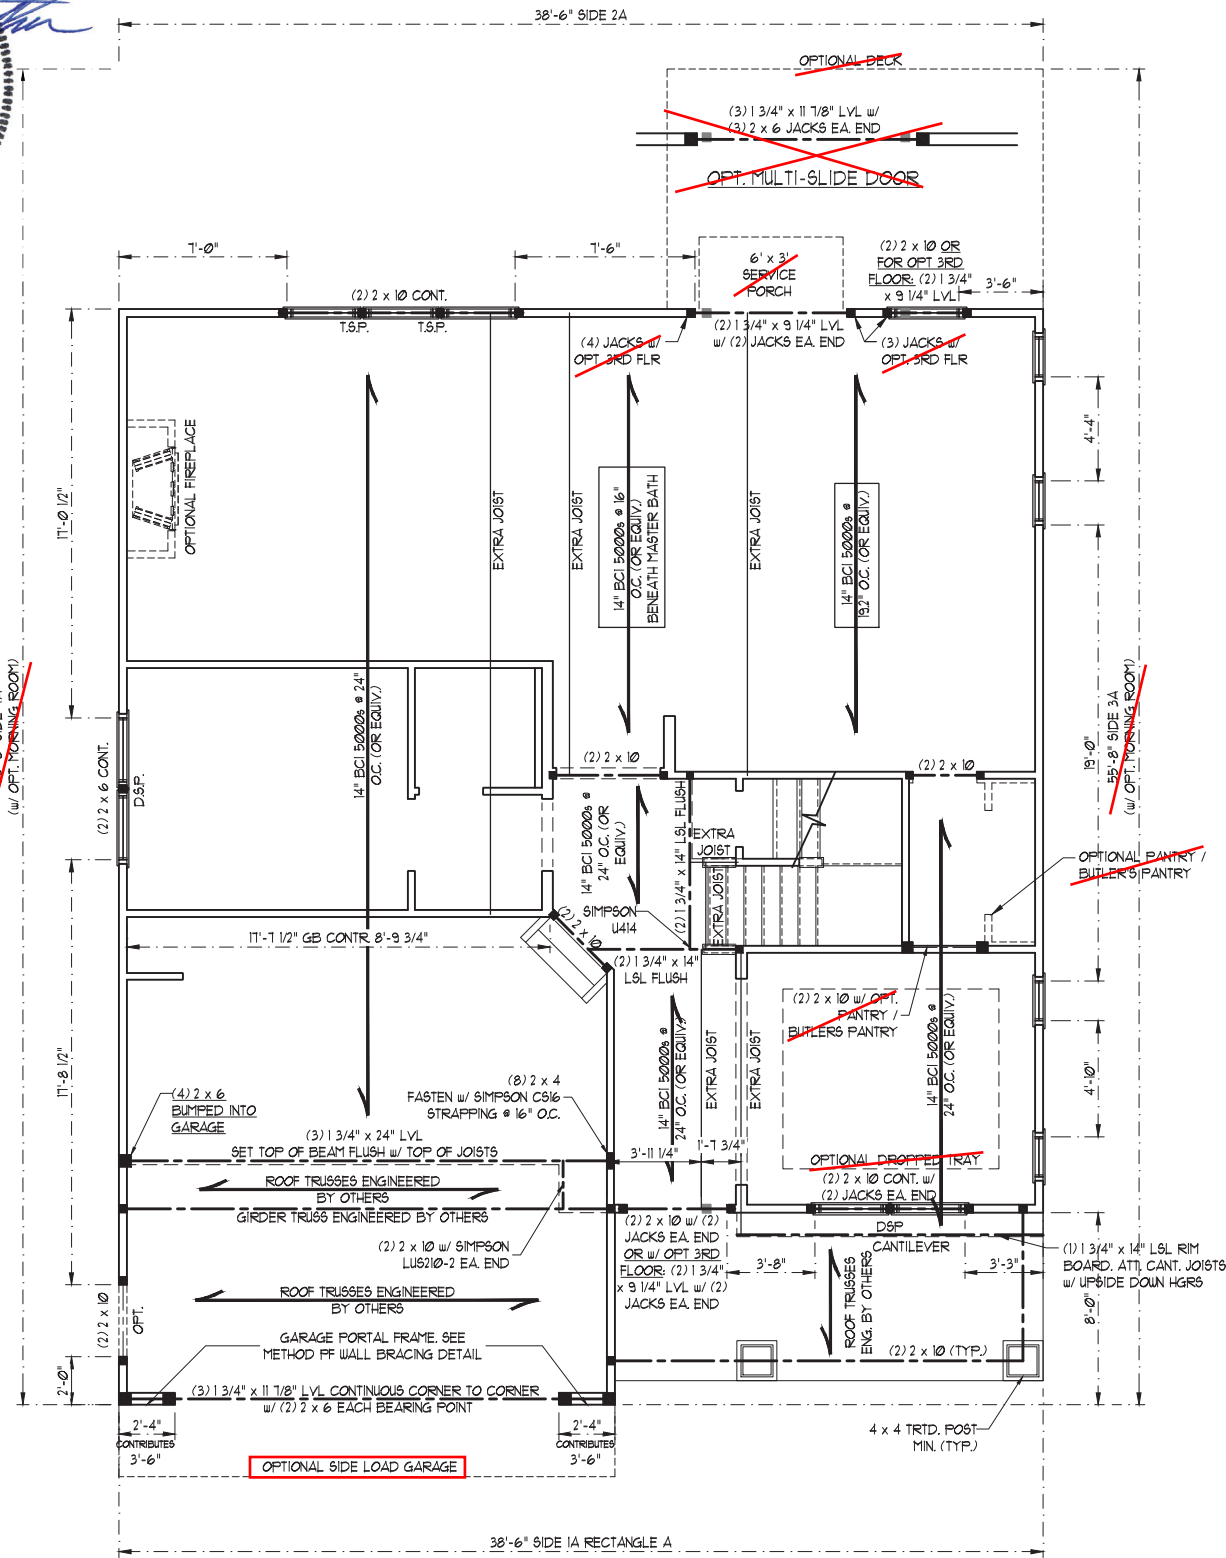 38'-6" SIDE 2A
OPTIONAL DECK
(3) 1 3/4" x 11 7/8" LVL w/
(3) 2 x 6 JACKS EA. END
OPT. MULTI-SLIDE DOOR
7'-0"
7'-6"
6' x 3'
SERVICE
PORCH
(2) 2 x 10 OR
FOR OPT 3RD
FLOOR: (2) 1 3/4"
x 9 1/4" LVL
3'-6"
(2) 2 x 10 CONT.
T.S.P.
T.S.P.
(2) 1 3/4" x 9 1/4" LVL
w/ (2) JACKS EA. END
(4) JACKS w/
OPT. 3RD FLR
(3) JACKS w/
OPT. 3RD FLR
4'-4"
OPTIONAL FIREPLACE
17'-0 1/2"
EXTRA JOIST
EXTRA JOIST
14" BCI 5000s @ 16"
O.C. (OR EQUIV.)
BENEATH MASTER BATH
EXTRA JOIST
14" BCI 5000s @
19.2" O.C. (OR EQUIV.)
(w/ OPT. MORNING ROOM)
14" BCI 5000s @ 24"
O.C. (OR EQUIV.)
19'-0"
55'-8" SIDE 3A
(w/ OPT. MORNING ROOM)
(2) 2 x 6 CONT.
D.S.P.
(2) 2 x 10
(2) 2 x 10
14" BCI 5000s @
24" O.C. (OR
EQUIV.)
(2) 1 3/4" x 14" LSL FLUSH
EXTRA
JOIST
EXTRA JOIST
OPTIONAL PANTRY /
BUTLER'S PANTRY
(2) 2 x 10
SIMPSON
U414
17'-7 1/2" GB CONTR. 8'-9 3/4"
(2) 1 3/4" x 14"
LSL FLUSH
(2) 2 x 10 w/ OPT.
PANTRY /
BUTLERS PANTRY
14" BCI 5000s @
24" O.C. (OR EQUIV.)
EXTRA JOIST
EXTRA JOIST
14" BCI 5000s @
24" O.C. (OR EQUIV.)
4'-10"
17'-8 1/2"
(4) 2 x 6
BUMPED INTO
GARAGE
(8) 2 x 4
FASTEN w/ SIMPSON CS16
STRAPPING @ 16" O.C.
(3) 1 3/4" x 24" LVL
SET TOP OF BEAM FLUSH w/ TOP OF JOISTS
3'-11 1/4"
1'-7 3/4"
OPTIONAL DROPPED TRAY
(2) 2 x 10 CONT. w/
(2) JACKS EA. END
ROOF TRUSSES ENGINEERED
BY OTHERS
GIRDER TRUSS ENGINEERED BY OTHERS
(2) 2 x 10 w/ SIMPSON
LUS210-2 EA. END
(2) 2 x 10 w/ (2)
JACKS EA. END
OR w/ OPT 3RD
FLOOR: (2) 1 3/4"
x 9 1/4" LVL w/ (2)
JACKS EA. END
DSP
CANTILEVER
3'-8"
3'-3"
(1) 1 3/4" x 14" LSL RIM
BOARD. ATT. CANT. JOISTS
w/ UPSIDE DOWN HGRS
8'-0"
ROOF TRUSSES
ENG. BY OTHERS
ROOF TRUSSES ENGINEERED
BY OTHERS
(2) 2 x 10
OPT.
GARAGE PORTAL FRAME. SEE
METHOD PF WALL BRACING DETAIL
(2) 2 x 10 (TYP.)
2'-0"
(3) 1 3/4" x 11 7/8" LVL CONTINUOUS CORNER TO CORNER
w/ (2) 2 x 6 EACH BEARING POINT
2'-4"
CONTRIBUTES
3'-6"
2'-4"
CONTRIBUTES
3'-6"
4 x 4 TRTD. POST
MIN. (TYP.)
OPTIONAL SIDE LOAD GARAGE
38'-6" SIDE 1A RECTANGLE A